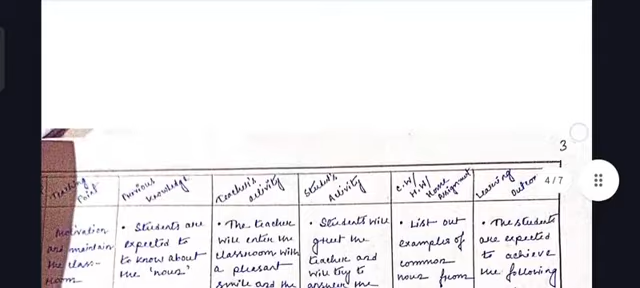 3
4/7
Teaching Point
Previous Knowledge
Teacher's activity
Student's Activity
C.W/ H.W/ Home Assignment
Learning
Motivation
and maintain
the class-
room
• Students are
expected to
to know about
the 'nous'
• The teacher
will enter the
classroom with
a pleasant
smile and the
• Students will
greet the
teacher and
will try to
answer the
• List out
examples of
common
nous from
• The students
are expected
to achieve
the following